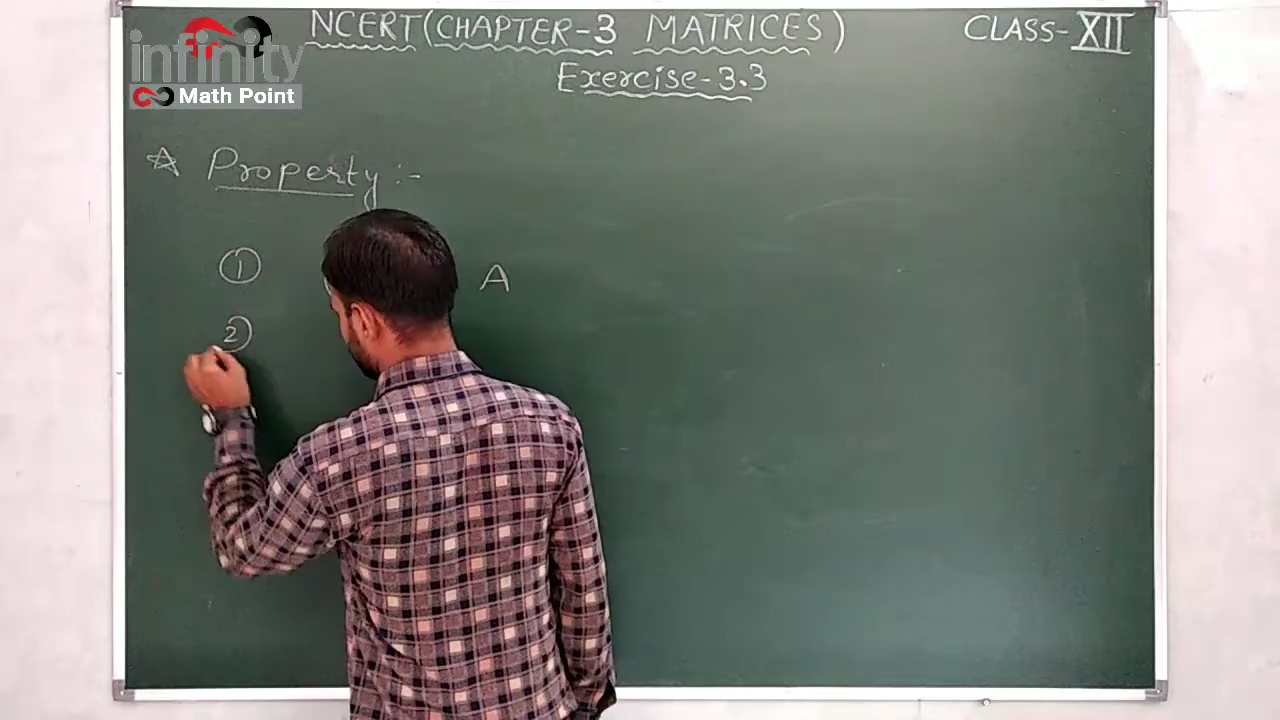 infinity
Math Point
NCERT (CHAPTER-3 MATRICES)
CLASS-XII
Exercise-3.3
☆ Property :-
① A
②